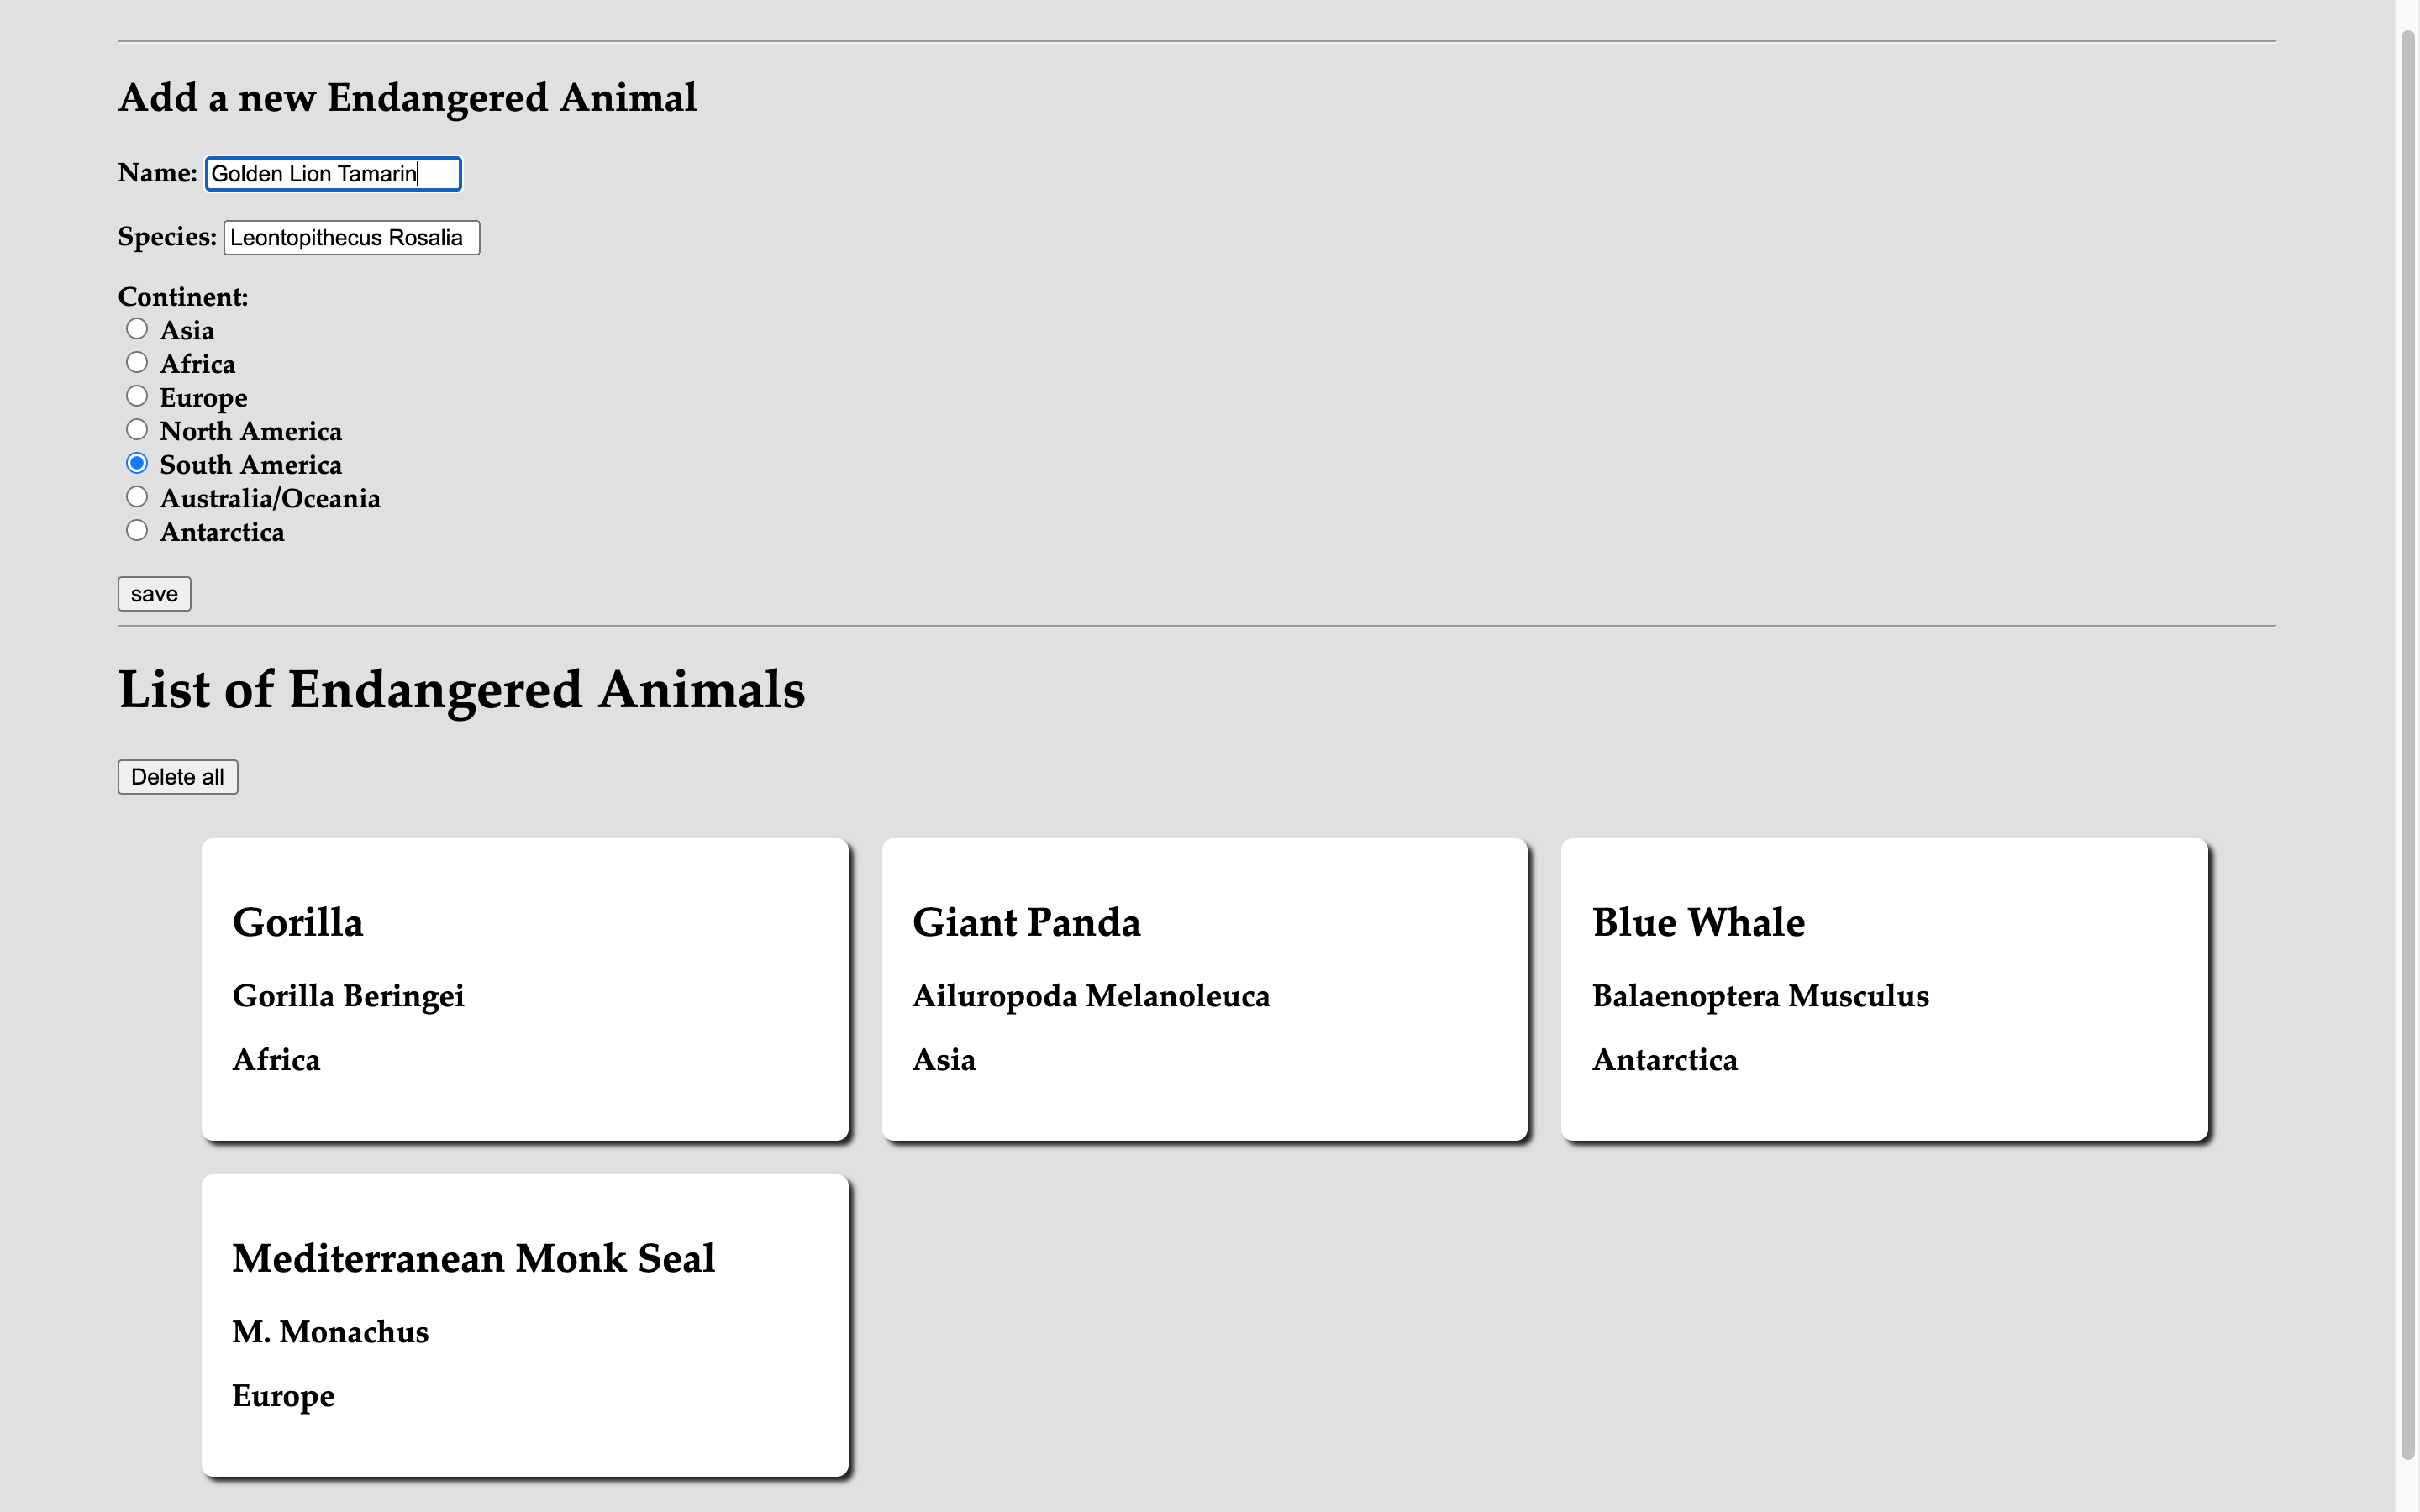 Add a new Endangered Animal
Name: Golden Lion Tamarin
Species: Leontopithecus Rosalia
Continent:
Asia
Africa
Europe
North America
South America
Australia/Oceania
Antarctica
save
List of Endangered Animals
Delete all
Gorilla
Gorilla Beringei
Africa
Giant Panda
Ailuropoda Melanoleuca
Asia
Blue Whale
Balaenoptera Musculus
Antarctica
Mediterranean Monk Seal
M. Monachus
Europe